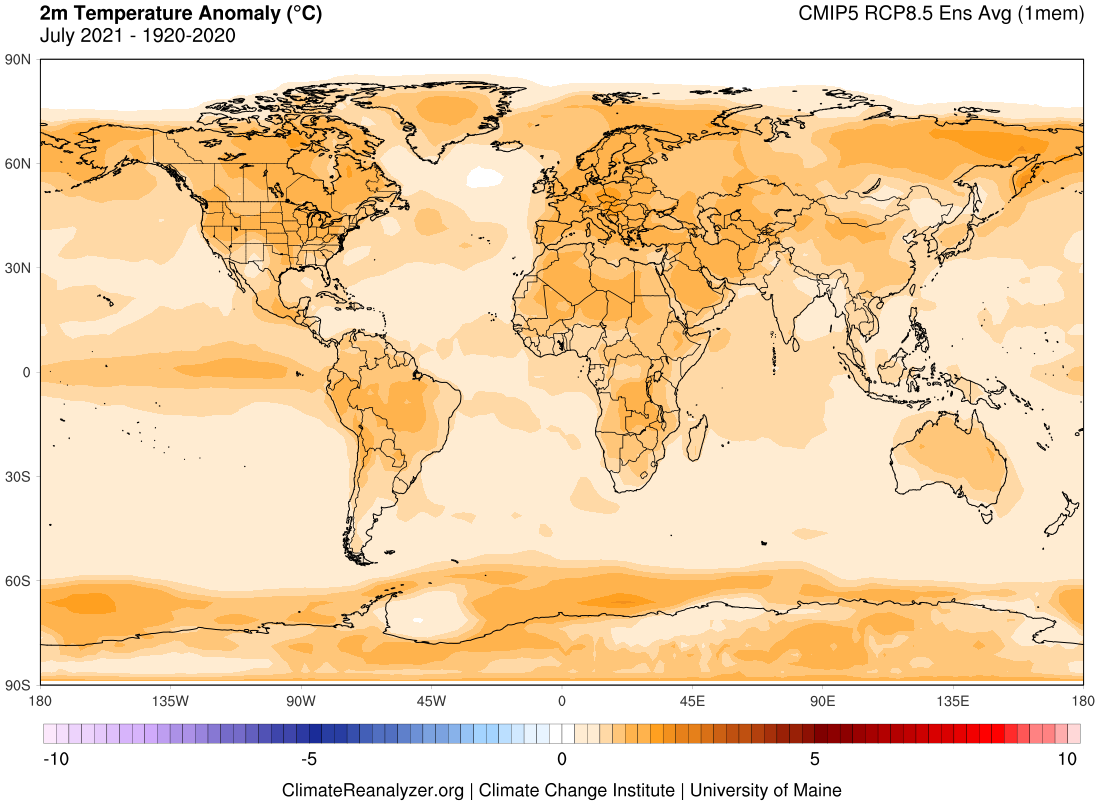 2m Temperature Anomaly (°C)
CMIP5 RCP8.5 Ens Avg (1mem)
July 2021 - 1920-2020
90N
60N
30N
0
30S
60S
90S
180
135W
90W
45W
0
45E
90E
135E
180
-10
-5
0
5
10
ClimateReanalyzer.org | Climate Change Institute | University of Maine